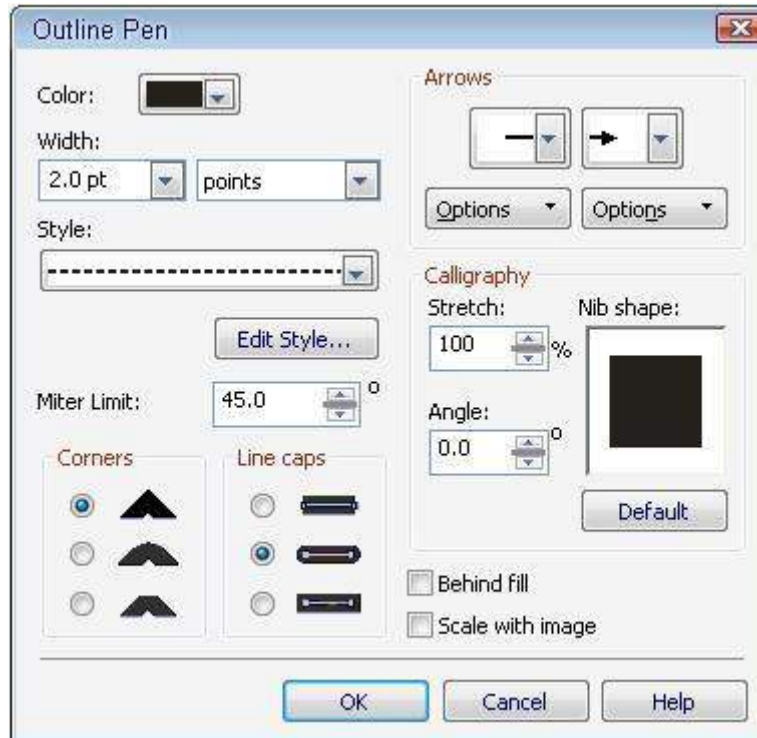 Outline Pen
Color:
Width:
2.0 pt
points
Style:
Edit Style...
Miter Limit:
45.0
o
Corners
Line caps
Arrows
Options
Options
Calligraphy
Stretch:
Nib shape:
100
%
Angle:
0.0
o
Default
Behind fill
Scale with image
OK
Cancel
Help